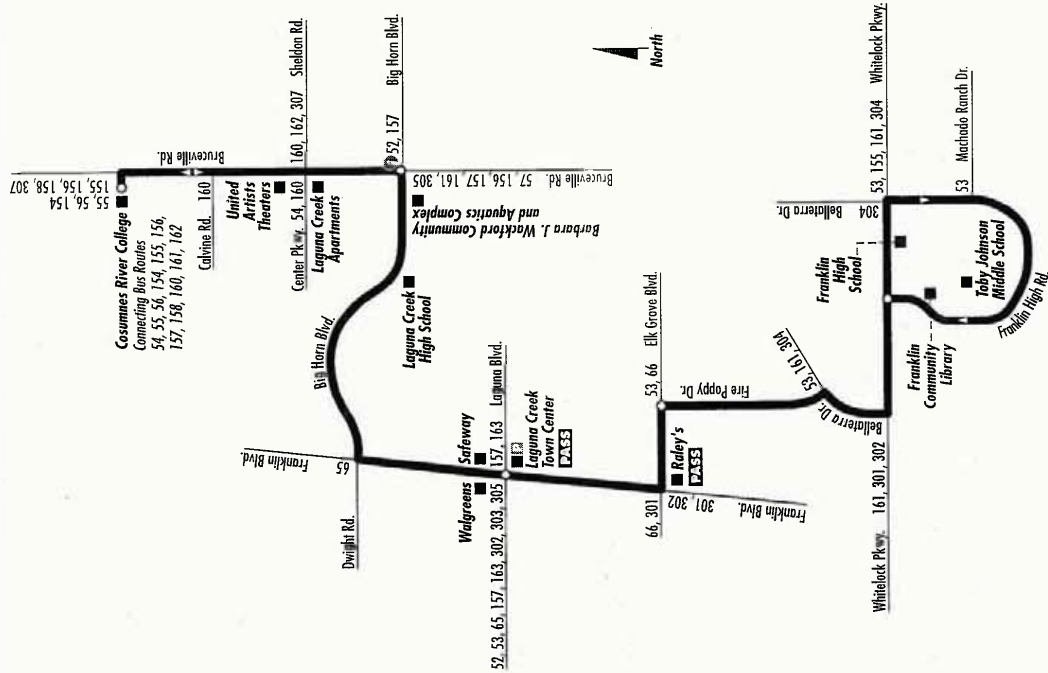 55, 56, 154
155, 156, 158, 307
Cosumnes River College
Connecting Bus Routes
54, 55, 56, 154, 155, 156,
157, 158, 160, 161, 162
Bruceville Rd.
Calvine Rd. 160
United
Artists
Theaters
Center Pkwy. 54, 160
160, 162, 307 Sheldon Rd.
Laguna Creek
Apartments
52, 157 Big Horn Blvd.
57, 156, 157, 161, 305
Bruceville Rd.
Barbara J. Wackford Community
and Aquatics Complex
North
Big Horn Blvd.
Laguna Creek
High School
Franklin Blvd.
65
Dwight Rd.
Walgreens
Safeway
52, 53, 65, 157, 163, 302, 303, 305
157, 163 Laguna Blvd.
Laguna Creek
Town Center
PASS
66, 301
53, 66 Elk Grove Blvd.
Raley's
PASS
301, 302
Franklin Blvd.
Fire Poppy Dr.
53, 161, 304
Bellaterra Dr.
Whitelock Pkwy. 161, 301, 302
53, 155, 161, 304 Whitelock Pkwy.
Bellaterra Dr.
304
Franklin
High
School
Franklin
Community
Library
Toby Johnson
Middle School
53 Machado Ranch Dr.
Franklin High Rd.